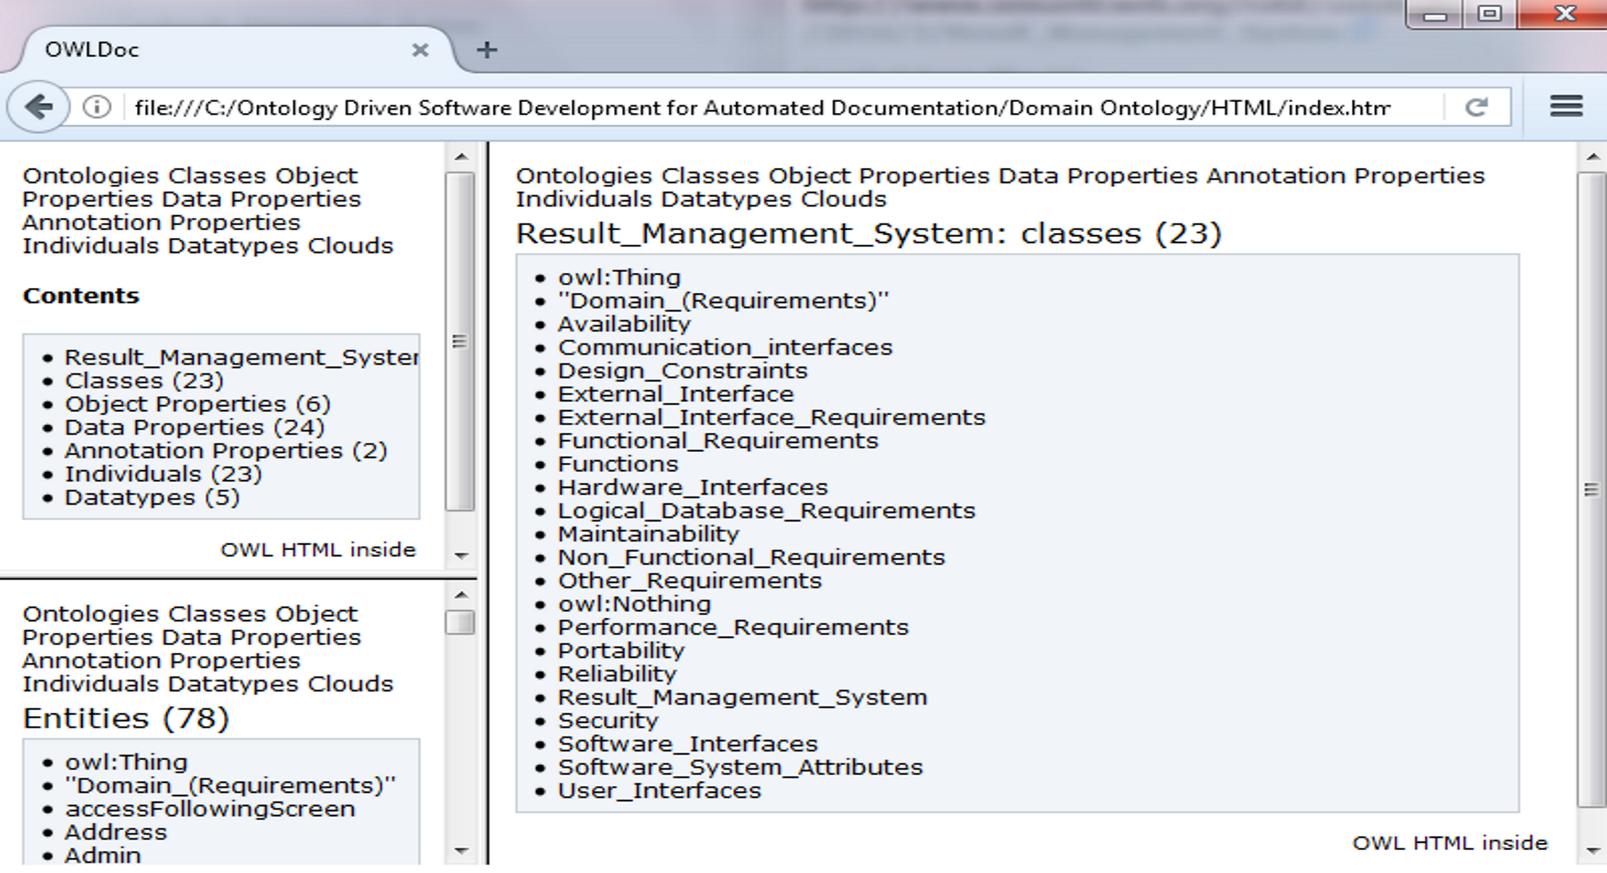 OWLDoc
file:///C:/Ontology Driven Software Development for Automated Documentation/Domain Ontology/HTML/index.htm
Ontologies Classes Object
Properties Data Properties
Annotation Properties
Individuals Datatypes Clouds
Contents
Result_Management_System
Classes (23)
Object Properties (6)
Data Properties (24)
Annotation Properties (2)
Individuals (23)
Datatypes (5)
OWL HTML inside
Ontologies Classes Object
Properties Data Properties
Annotation Properties
Individuals Datatypes Clouds
Entities (78)
owl:Thing
"Domain_(Requirements)"
accessFollowingScreen
Address
Admin
Ontologies Classes Object Properties Data Properties Annotation Properties
Individuals Datatypes Clouds
Result_Management_System: classes (23)
owl:Thing
"Domain_(Requirements)"
Availability
Communication_interfaces
Design_Constraints
External_Interface
External_Interface_Requirements
Functional_Requirements
Functions
Hardware_Interfaces
Logical_Database_Requirements
Maintainability
Non_Functional_Requirements
Other_Requirements
owl:Nothing
Performance_Requirements
Portability
Reliability
Result_Management_System
Security
Software_Interfaces
Software_System_Attributes
User_Interfaces
OWL HTML inside